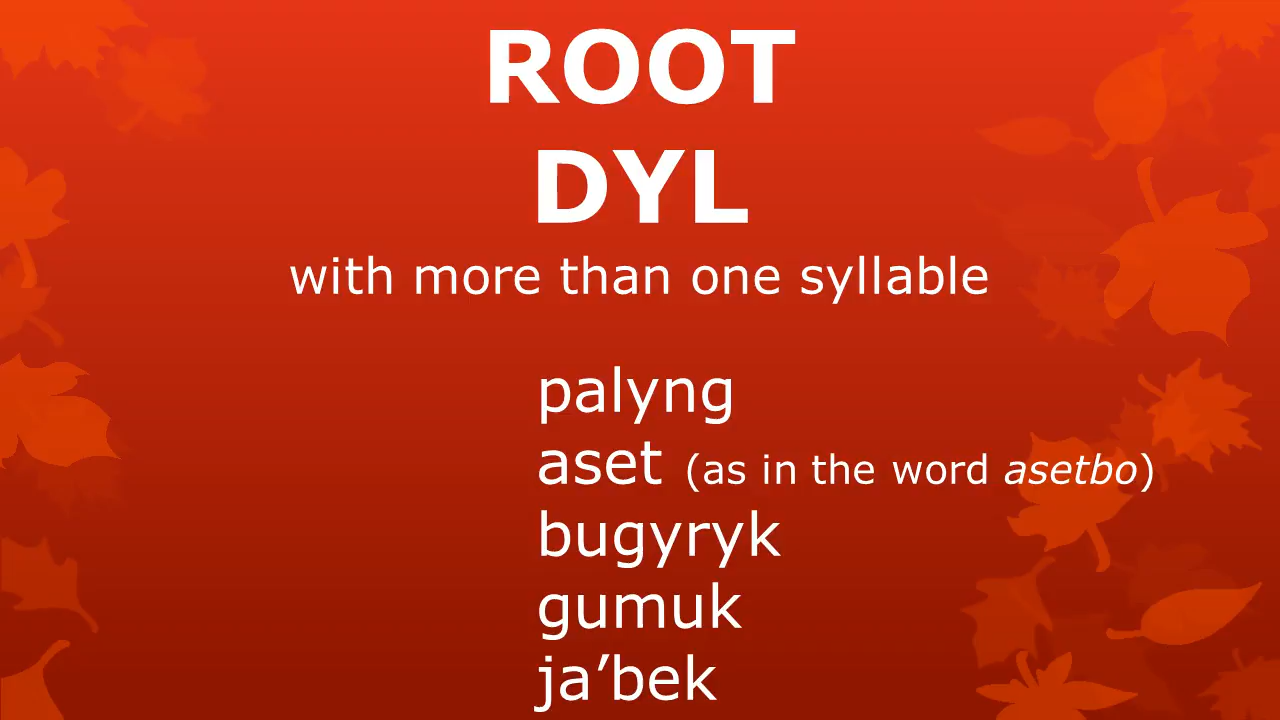 ROOT
DYL
with more than one syllable
palyng
aset (as in the word asetbo)
bugyryk
gumuk
ja’bek